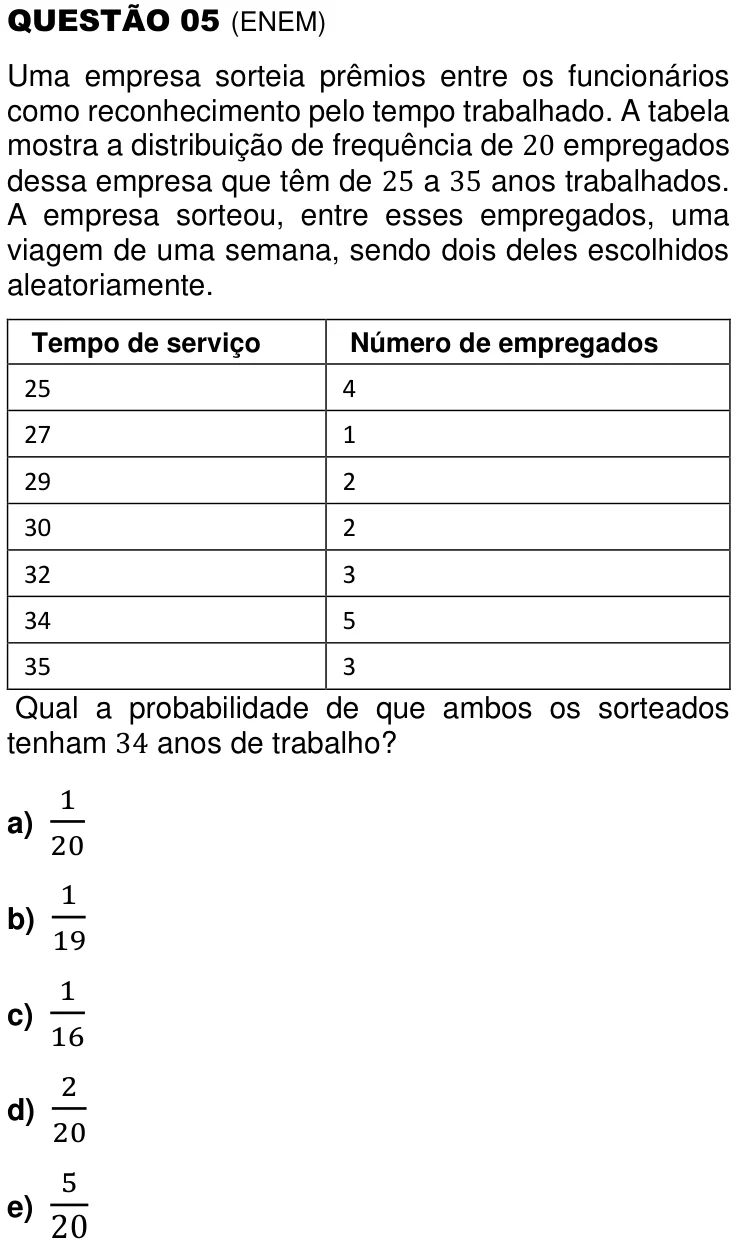 QUESTÃO 05 (ENEM)
Uma empresa sorteia prêmios entre os funcionários
como reconhecimento pelo tempo trabalhado. A tabela
mostra a distribuição de frequência de 20 empregados
dessa empresa que têm de 25 a 35 anos trabalhados.
A empresa sorteou, entre esses empregados, uma
viagem de uma semana, sendo dois deles escolhidos
aleatoriamente.
Tempo de serviço Número de empregados
25 4
27 1
29 2
30 2
32 3
34 5
35 3
Qual a probabilidade de que ambos os sorteados
tenham 34 anos de trabalho?
a) 1/20
b) 1/19
c) 1/16
d) 2/20
e) 5/20